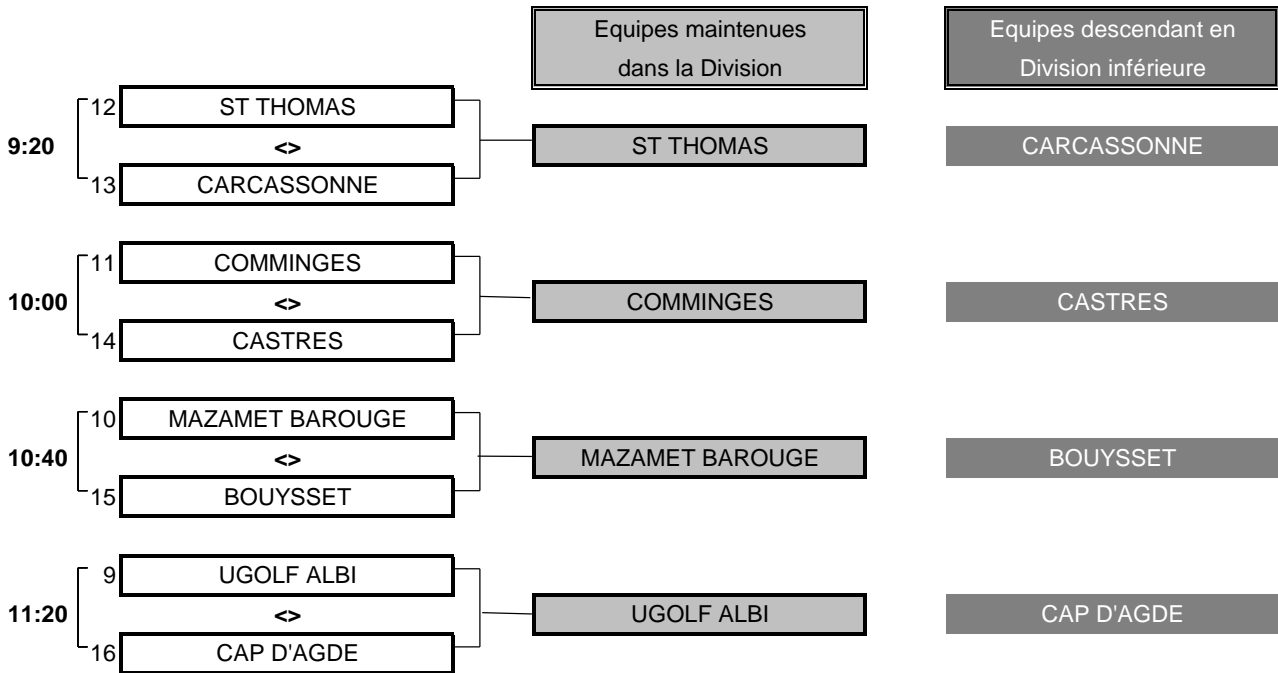 Equipes maintenues
dans la Division
Equipes descendant en
Division inférieure
12 ST THOMAS
9:20 <> ST THOMAS CARCASSONNE
13 CARCASSONNE
11 COMMINGES
10:00 <> COMMINGES CASTRES
14 CASTRES
10 MAZAMET BAROUGE
10:40 <> MAZAMET BAROUGE BOUYSSET
15 BOUYSSET
9 UGOLF ALBI
11:20 <> UGOLF ALBI CAP D'AGDE
16 CAP D'AGDE